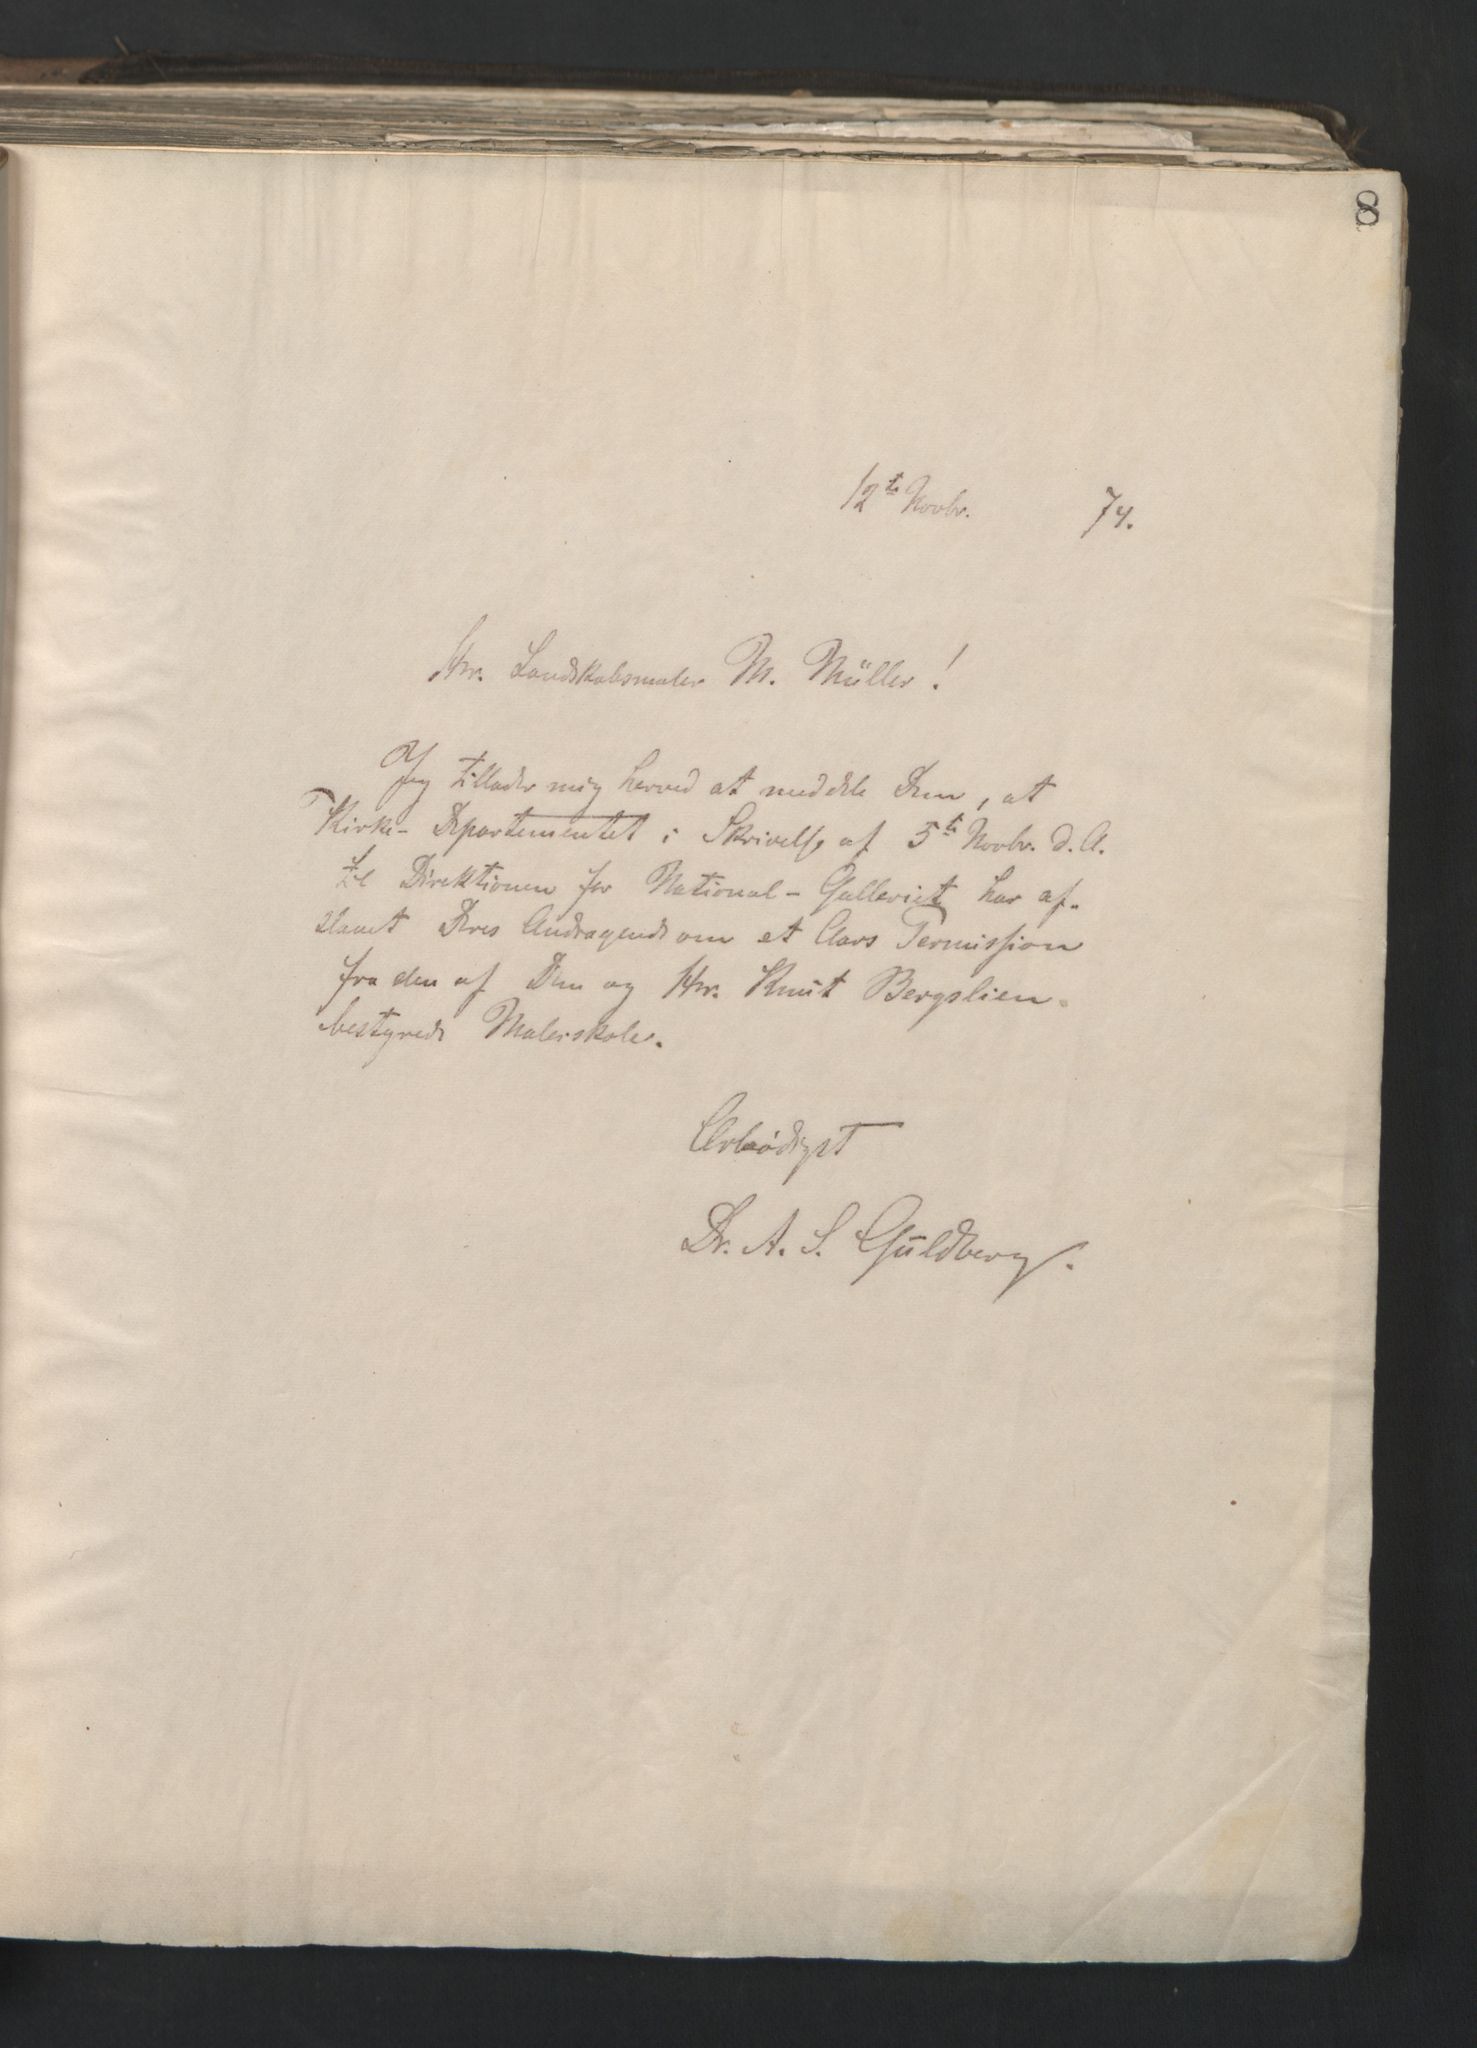 8
12te Novbr. 74.
Hr. Landskabsmaler M. Müller!
Jeg tillader mig herved at meddele Dem, at
Kirke-Departementet i Skrivelse af 5te Novbr. d. A.
til Direktionen for National-Galleriet har af-
slaaet Deres Andragende om et Aars Permission
fra den af Dem og Hr. Knut Bergslien
bestyrede Malerskole.
Ærbødigst
Dr. A. S. Guldberg.